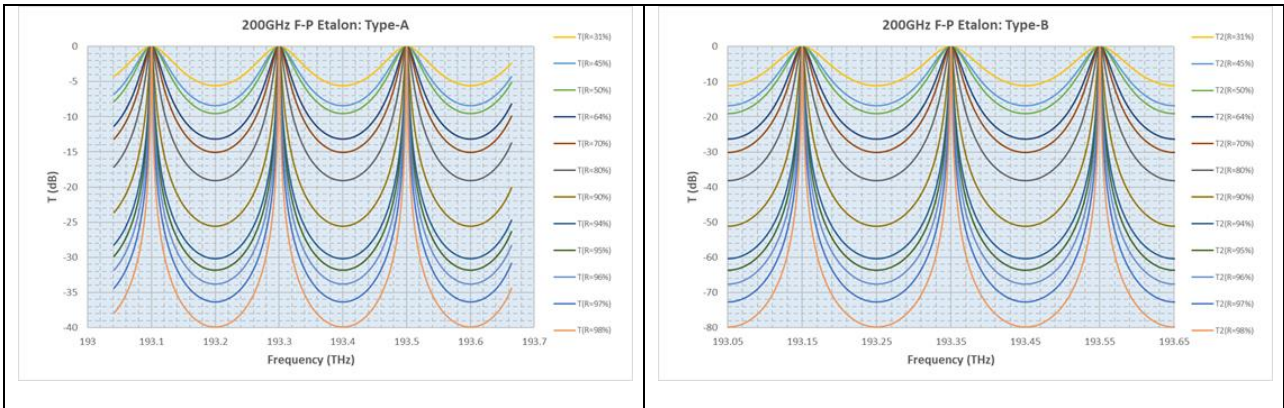 200GHz F-P Etalon: Type-A
0
-5
-10
-15
-20
-25
-30
-35
-40
T (dB)
193
193.1
193.2
193.3
193.4
193.5
193.6
193.7
Frequency (THz)
T(R=31%)
T(R=45%)
T(R=50%)
T(R=64%)
T(R=70%)
T(R=80%)
T(R=90%)
T(R=94%)
T(R=95%)
T(R=96%)
T(R=97%)
T(R=98%)
200GHz F-P Etalon: Type-B
0
-10
-20
-30
-40
-50
-60
-70
-80
T (dB)
193.05
193.15
193.25
193.35
193.45
193.55
193.65
Frequency (THz)
T2(R=31%)
T2(R=45%)
T2(R=50%)
T2(R=64%)
T2(R=70%)
T2(R=80%)
T2(R=90%)
T2(R=94%)
T2(R=95%)
T2(R=96%)
T2(R=97%)
T2(R=98%)